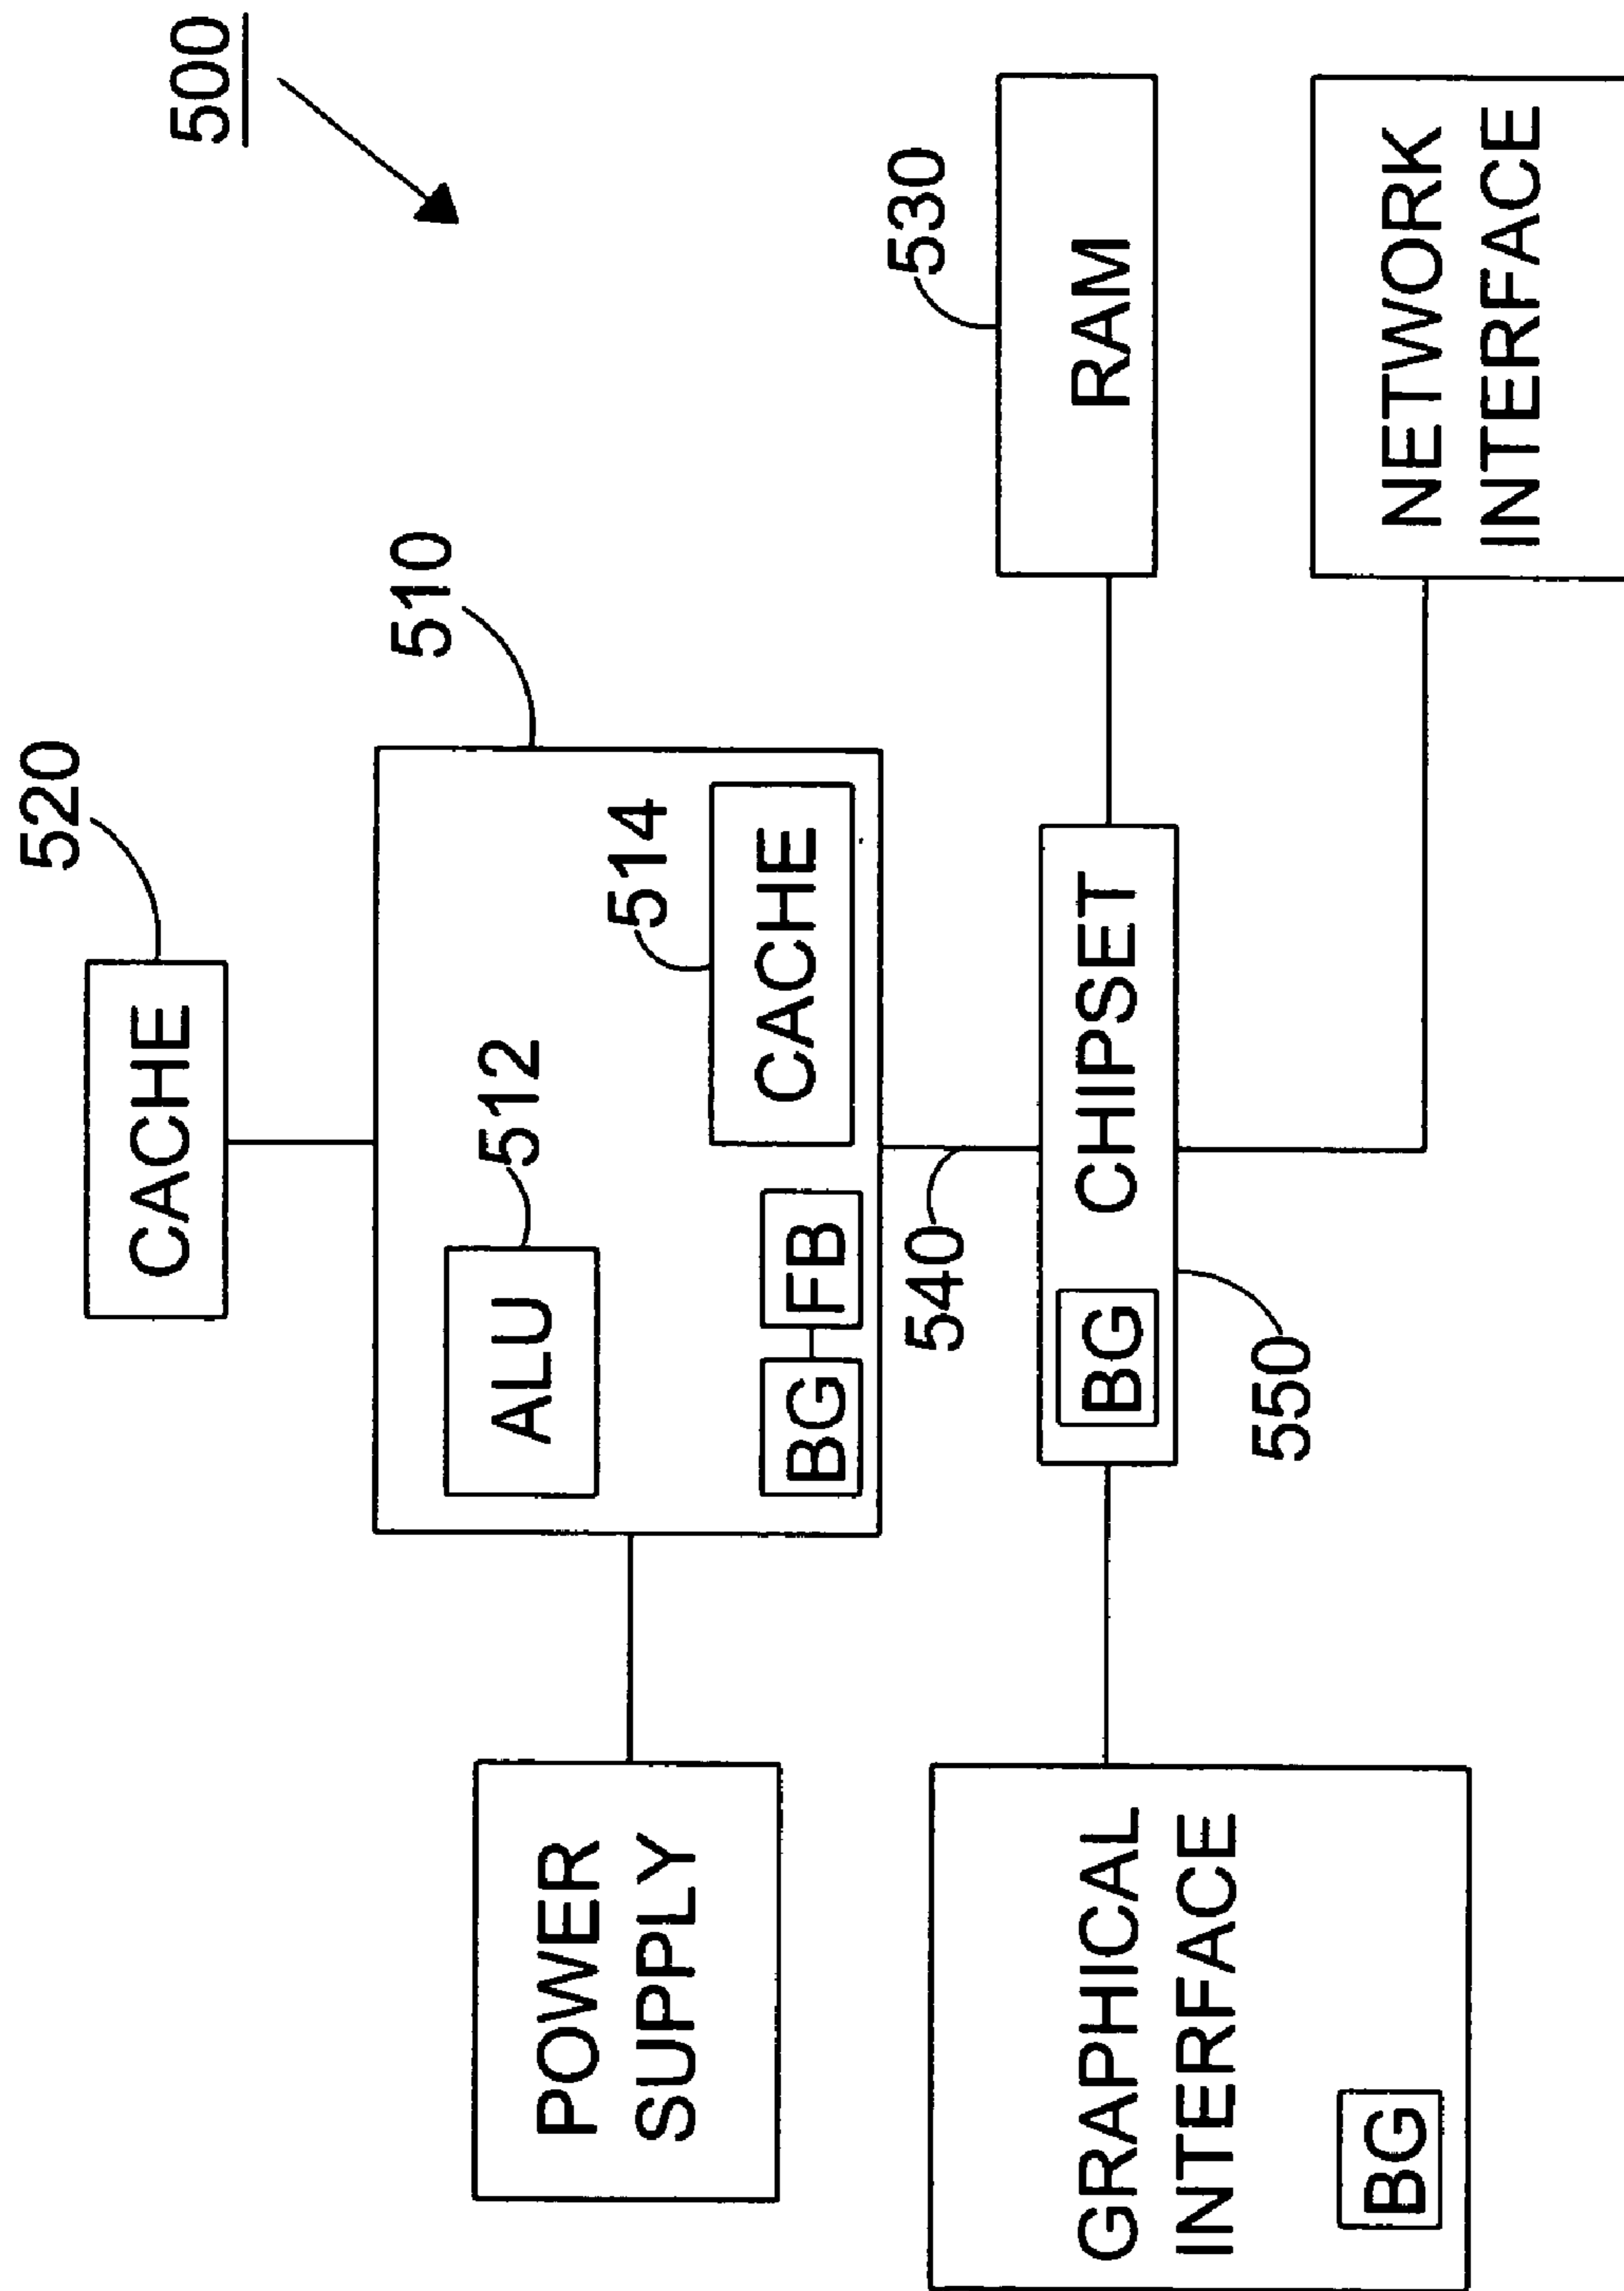 500
520
CACHE
510
512
ALU
514
CACHE
BG
FB
POWER
SUPPLY
540
530
RAM
BG
CHIPSET
550
GRAPHICAL
INTERFACE
BG
NETWORK
INTERFACE